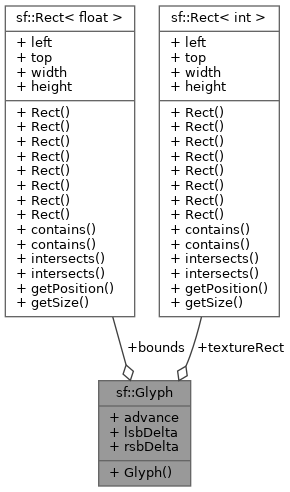 sf::Rect< float >
+ left
+ top
+ width
+ height
+ Rect()
+ Rect()
+ Rect()
+ Rect()
+ Rect()
+ Rect()
+ Rect()
+ Rect()
+ contains()
+ contains()
+ intersects()
+ intersects()
+ getPosition()
+ getSize()
sf::Rect< int >
+ left
+ top
+ width
+ height
+ Rect()
+ Rect()
+ Rect()
+ Rect()
+ Rect()
+ Rect()
+ Rect()
+ Rect()
+ contains()
+ contains()
+ intersects()
+ intersects()
+ getPosition()
+ getSize()
+bounds
+textureRect
sf::Glyph
+ advance
+ lsbDelta
+ rsbDelta
+ Glyph()